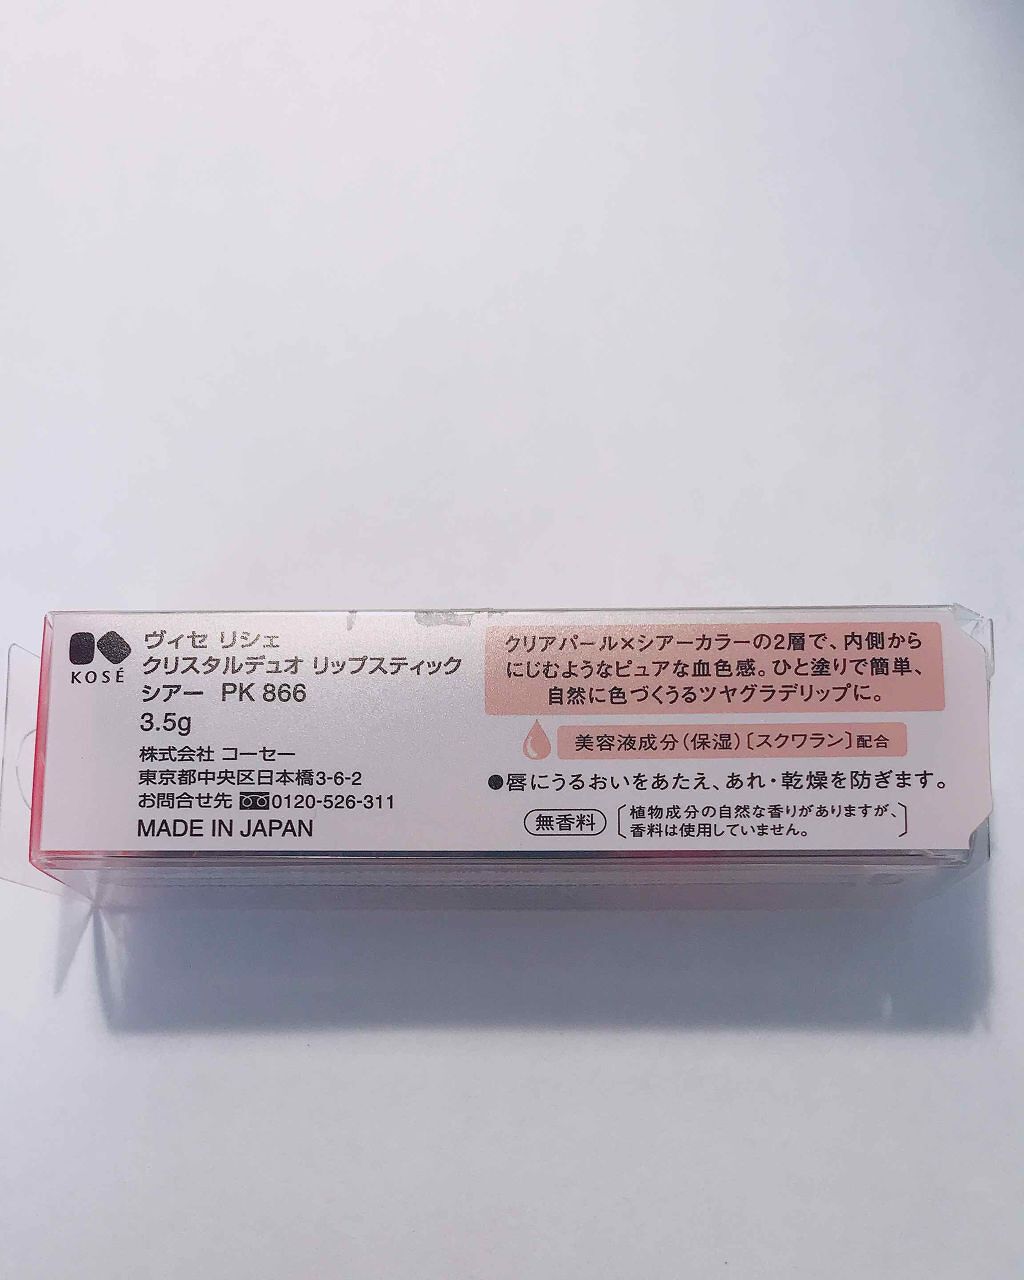 KOSÉ
ヴィセ リシェ
クリスタルデュオ リップスティック
シアー PK 866
3.5g
株式会社 コーセー
東京都中央区日本橋3-6-2
お問合せ先 0120-526-311
MADE IN JAPAN
クリアパール×シアーカラーの2層で、内側から
にじむようなピュアな血色感。ひと塗りで簡単、
自然に色づくうるツヤグラデリップに。
美容液成分(保湿)〔スクワラン〕配合
●唇にうるおいをあたえ、あれ・乾燥を防ぎます。
無香料
〔植物成分の自然な香りがありますが、
香料は使用していません。〕